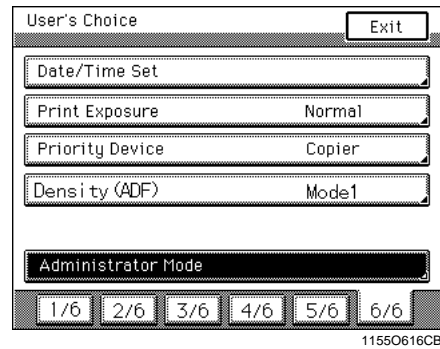 User's Choice Exit
Date/Time Set
Print Exposure Normal
Priority Device Copier
Density(ADF) Mode1
Administrator Mode
1/6 2/6 3/6 4/6 5/6 6/6
1155O616CB